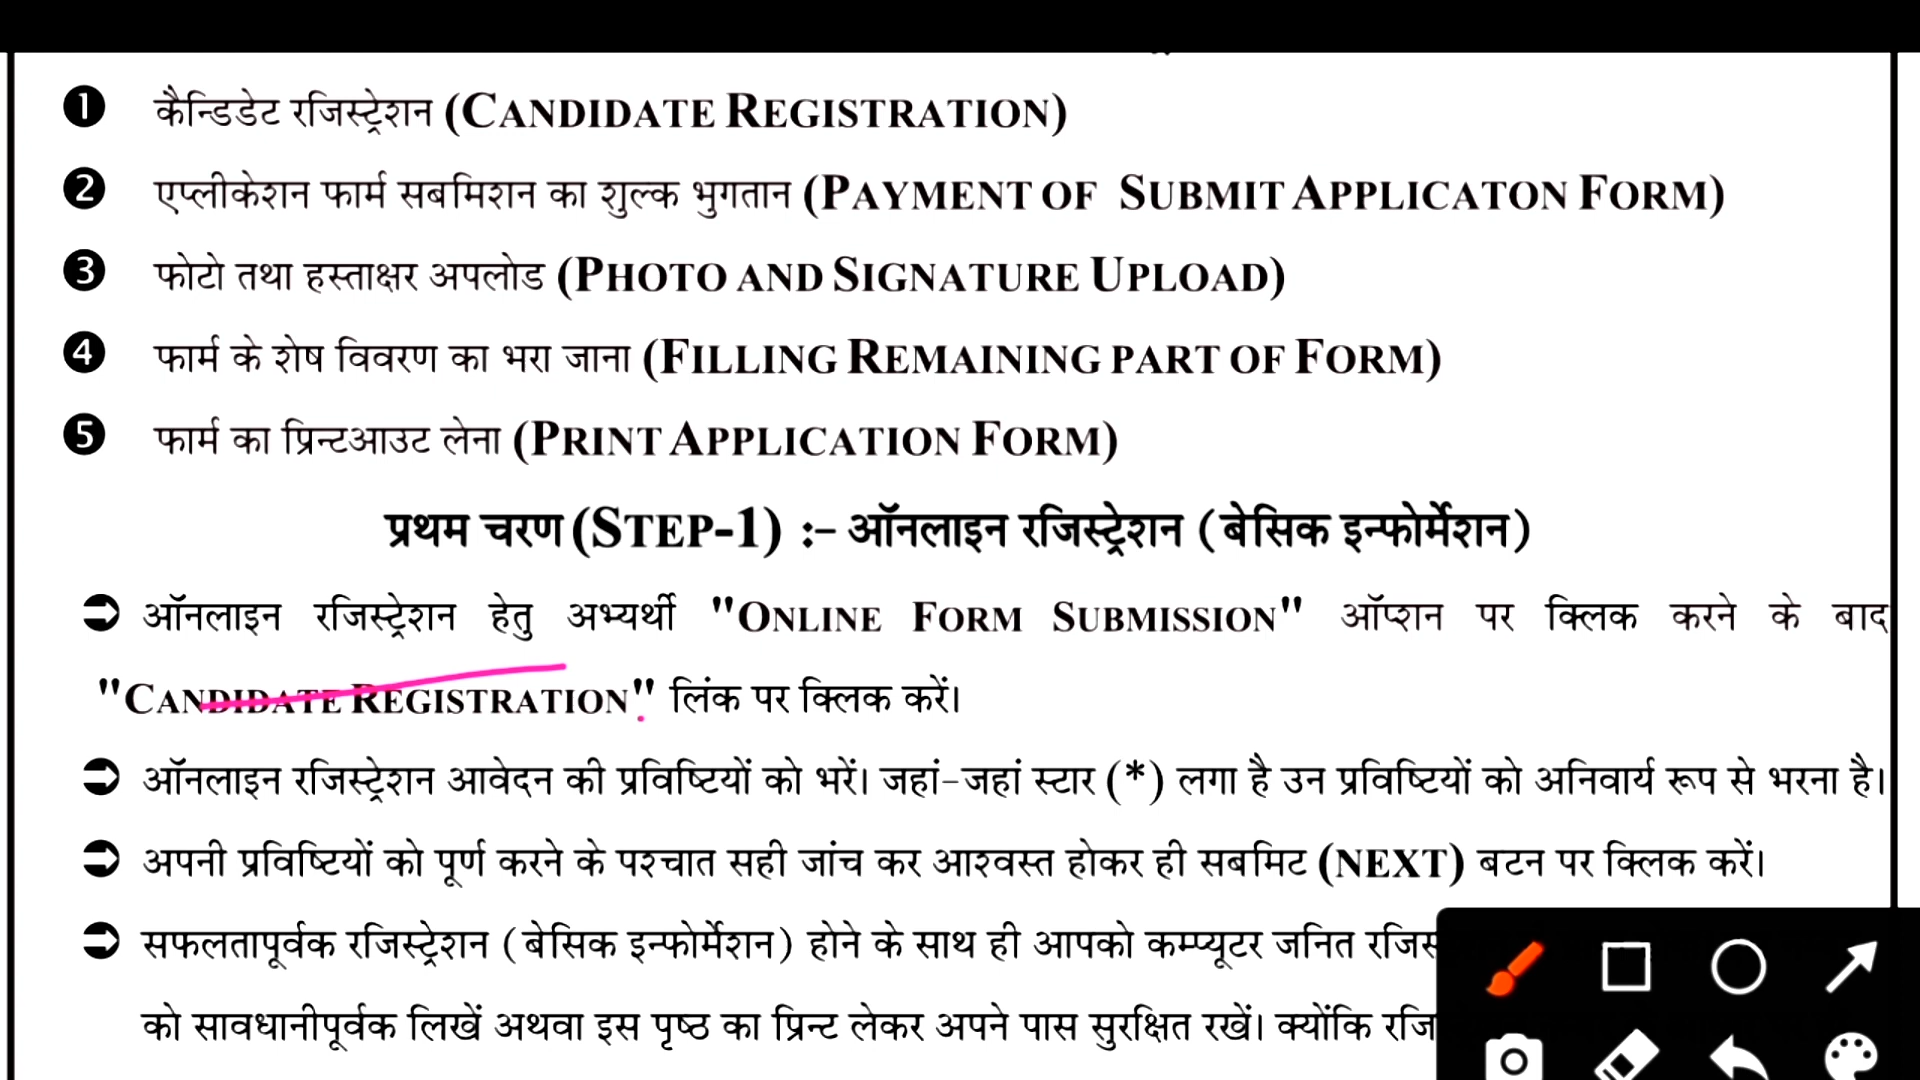 ❶ कैन्डिडेट रजिस्ट्रेशन (CANDIDATE REGISTRATION)
❷ एप्लीकेशन फार्म सबमिशन का शुल्क भुगतान (PAYMENT OF SUBMIT APPLICATON FORM)
❸ फोटो तथा हस्ताक्षर अपलोड (PHOTO AND SIGNATURE UPLOAD)
❹ फार्म के शेष विवरण का भरा जाना (FILLING REMAINING PART OF FORM)
❺ फार्म का प्रिन्टआउट लेना (PRINT APPLICATION FORM)
प्रथम चरण (STEP-1) :– ऑनलाइन रजिस्ट्रेशन (बेसिक इन्फोर्मेशन)
➲ ऑनलाइन रजिस्ट्रेशन हेतु अभ्यर्थी "ONLINE FORM SUBMISSION" ऑप्शन पर क्लिक करने के बाद
"CANDIDATE REGISTRATION" लिंक पर क्लिक करें।
➲ ऑनलाइन रजिस्ट्रेशन आवेदन की प्रविष्टियों को भरें। जहां-जहां स्टार (*) लगा है उन प्रविष्टियों को अनिवार्य रूप से भरना है।
➲ अपनी प्रविष्टियों को पूर्ण करने के पश्चात सही जांच कर आश्वस्त होकर ही सबमिट (NEXT) बटन पर क्लिक करें।
➲ सफलतापूर्वक रजिस्ट्रेशन (बेसिक इन्फोर्मेशन) होने के साथ ही आपको कम्प्यूटर जनित
को सावधानीपूर्वक लिखें अथवा इस पृष्ठ का प्रिन्ट लेकर अपने पास सुरक्षित रखें। क्योंकि